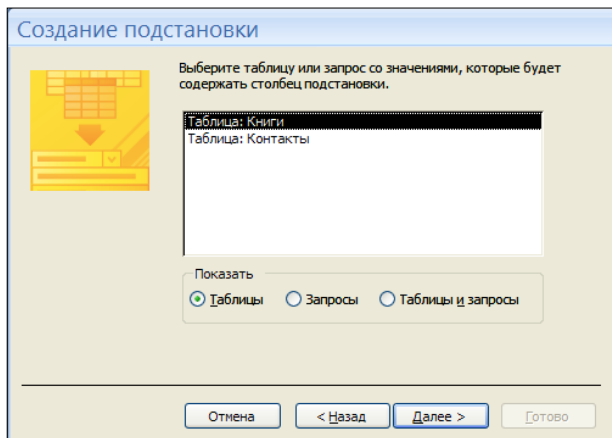 Создание подстановки
Выберите таблицу или запрос со значениями, которые будет
содержать столбец подстановки.
Таблица: Книги
Таблица: Контакты
Показать
Таблицы Запросы Таблицы и запросы
Отмена < Назад Далее > Готово